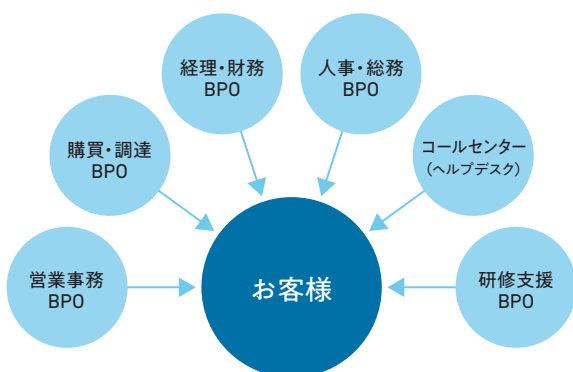 経理・財務
BPO
人事・総務
BPO
購買・調達
BPO
コールセンター
(ヘルプデスク)
営業事務
BPO
お客様
研修支援
BPO